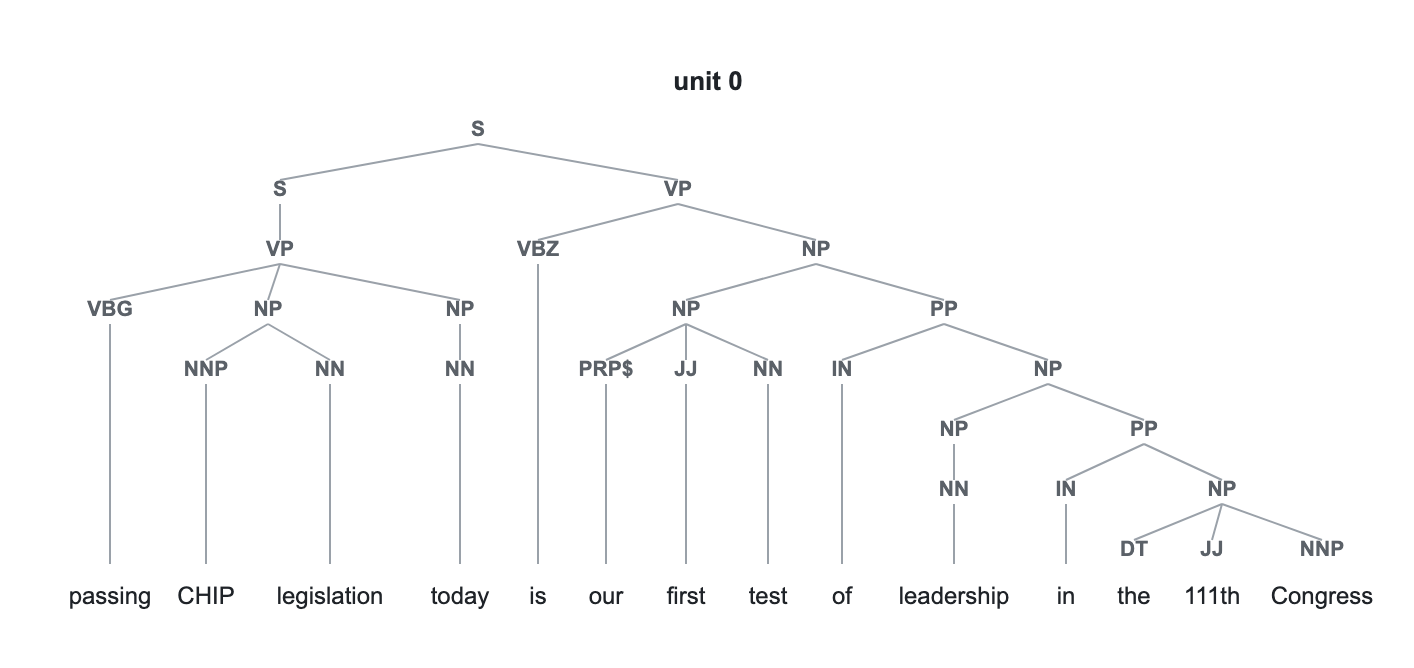 unit 0
S
S VP
VP VBZ NP
VBG NP NP NP PP
NNP NN NN PRP$ JJ NN IN NP
NP PP
NN IN NP
DT JJ NNP
passing CHIP legislation today is our first test of leadership in the 111th Congress